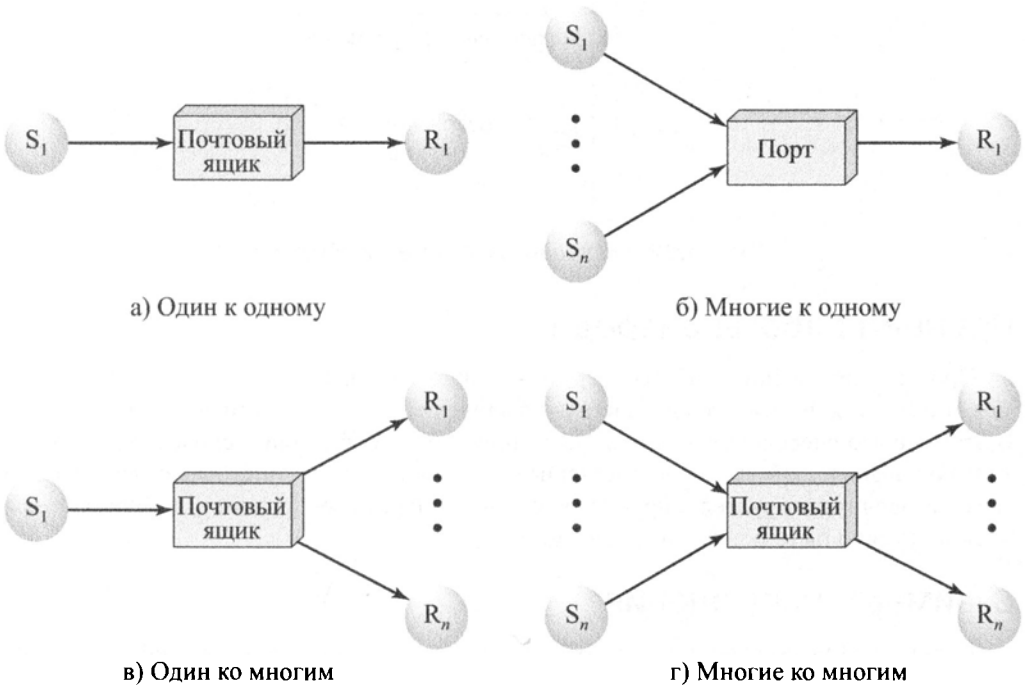 S1
Почтовый
ящик
R1
а) Один к одному
S1
Sn
Порт
R1
б) Многие к одному
S1
Почтовый
ящик
R1
Rn
в) Один ко многим
S1
Sn
Почтовый
ящик
R1
Rn
г) Многие ко многим